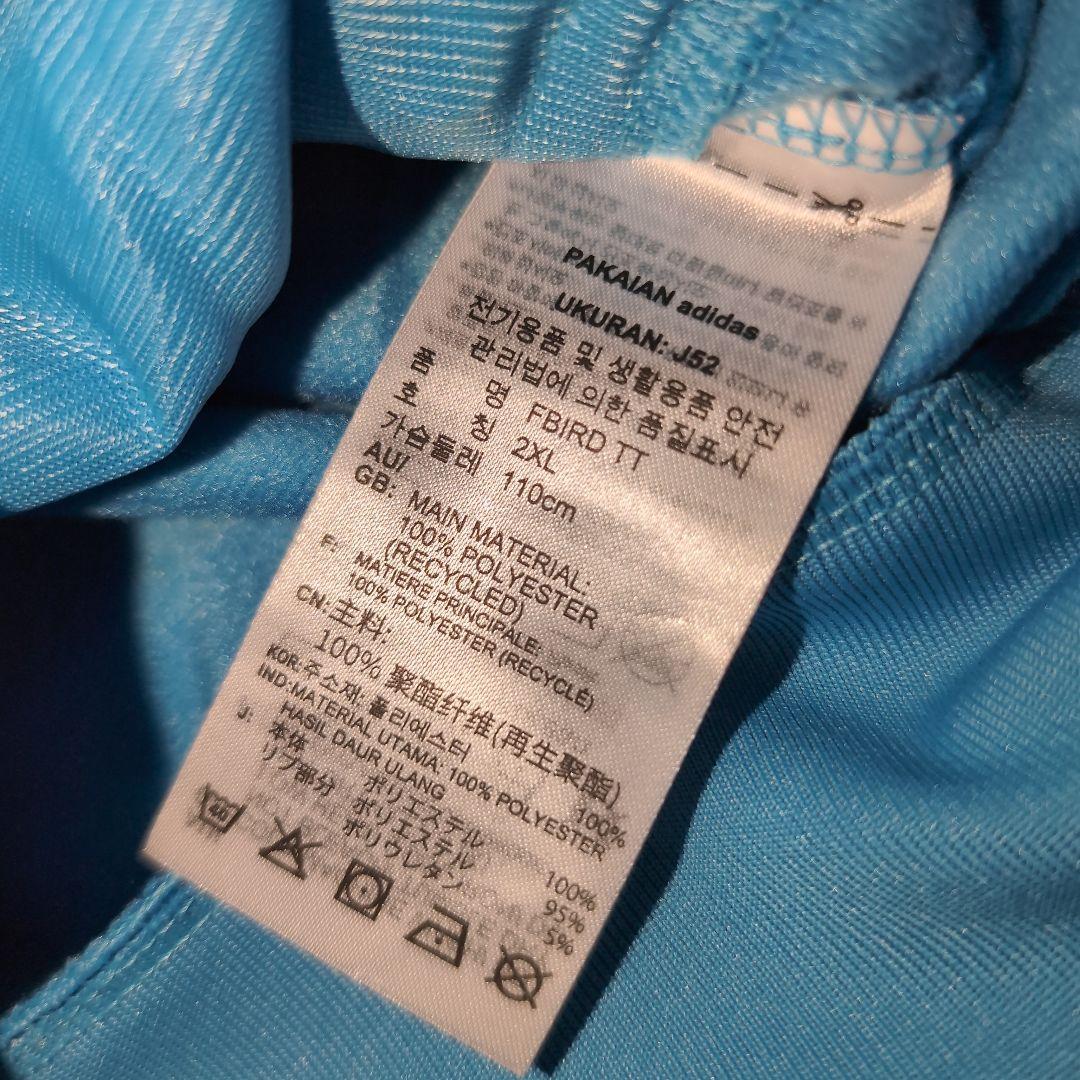 PAKAIAN adidas
UKURAN: J52
전기용품 및 생활용품 안전
관리법에 의한 품질표시
품 명 FBIRD TT
호 칭 2XL
가슴둘레 110cm
AU/
GB: MAIN MATERIAL:
100% POLYESTER
(RECYCLED)
F: MATIERE PRINCIPALE:
100% POLYESTER (RECYCLÉ)
CN: 主料:
100% 聚酯纤维(再生聚酯)
KOR: 주소재: 폴리에스터 100%
IND: MATERIAL UTAMA: 100% POLYESTER
HASIL DAUR ULANG
J: 本体 ポリエステル 100%
リブ部分 ポリエステル 95%
ポリウレタン 5%